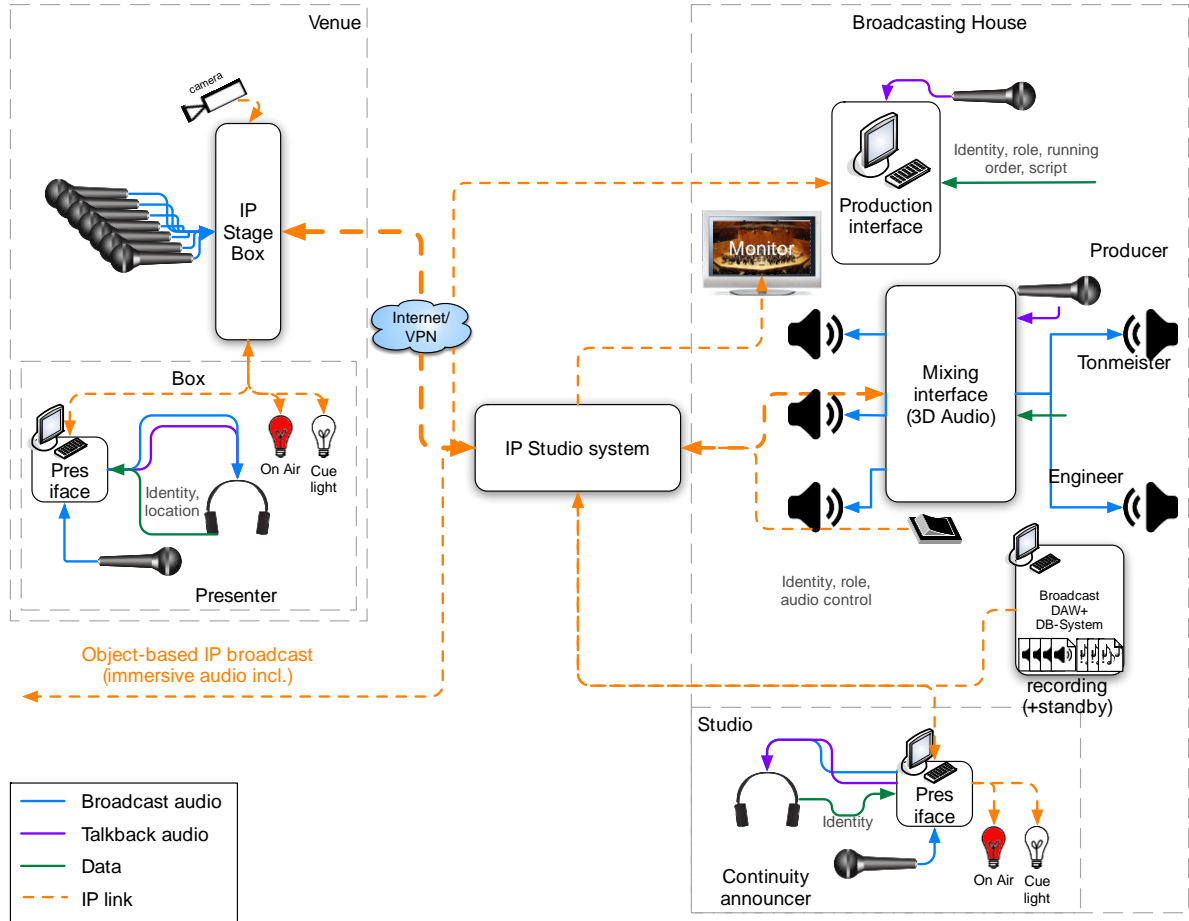 Venue
Broadcasting House
camera
IP
Stage
Box
Identity, role, running
order, script
Production
interface
Monitor
Producer
Internet/
VPN
Box
Mixing
interface
(3D Audio)
Tonmeister
IP Studio system
Pres
iface
On Air
Cue
light
Identity,
location
Engineer
Presenter
Identity, role,
audio control
Broadcast
DAW+
DB-System
recording
(+standby)
Object-based IP broadcast
(immersive audio incl.)
Studio
Pres
iface
Identity
On Air
Cue
light
Continuity
announcer
Broadcast audio
Talkback audio
Data
IP link